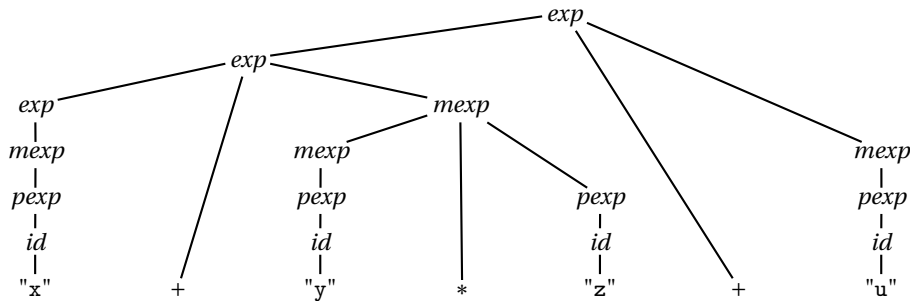 exp
exp
exp mexp
mexp mexp mexp
pexp pexp pexp pexp
id id id id
"x" + "y" * "z" + "u"